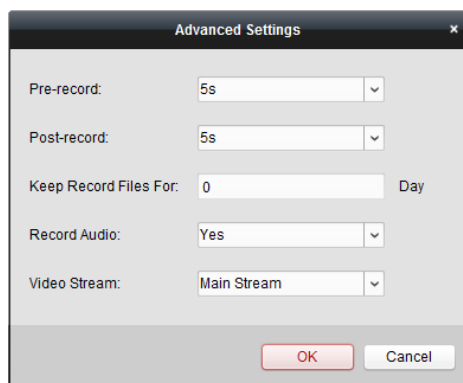 Advanced Settings ×
Pre-record: 5s
Post-record: 5s
Keep Record Files For: 0 Day
Record Audio: Yes
Video Stream: Main Stream
OK Cancel